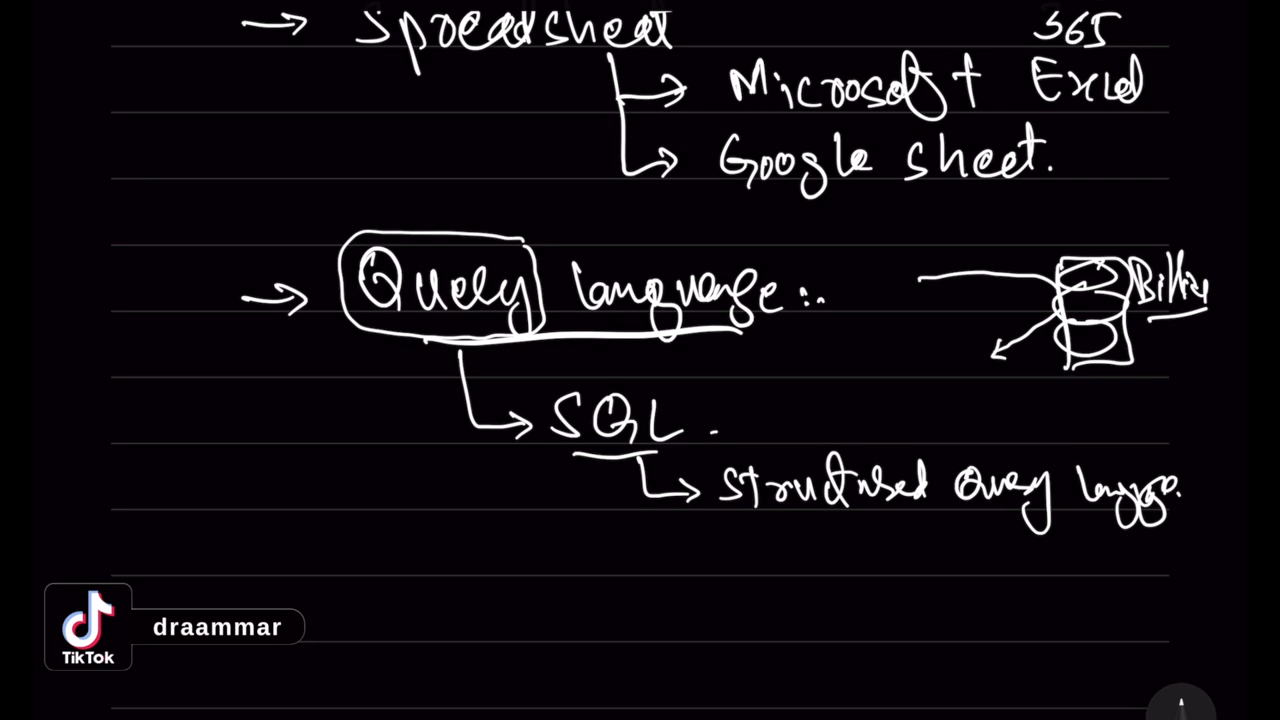 → Spreadsheet
365
→ Microsoft Excel
→ Google sheet.
→ Query language :.
→ SQL .
→ Structured Query language.
TikTok
draammar